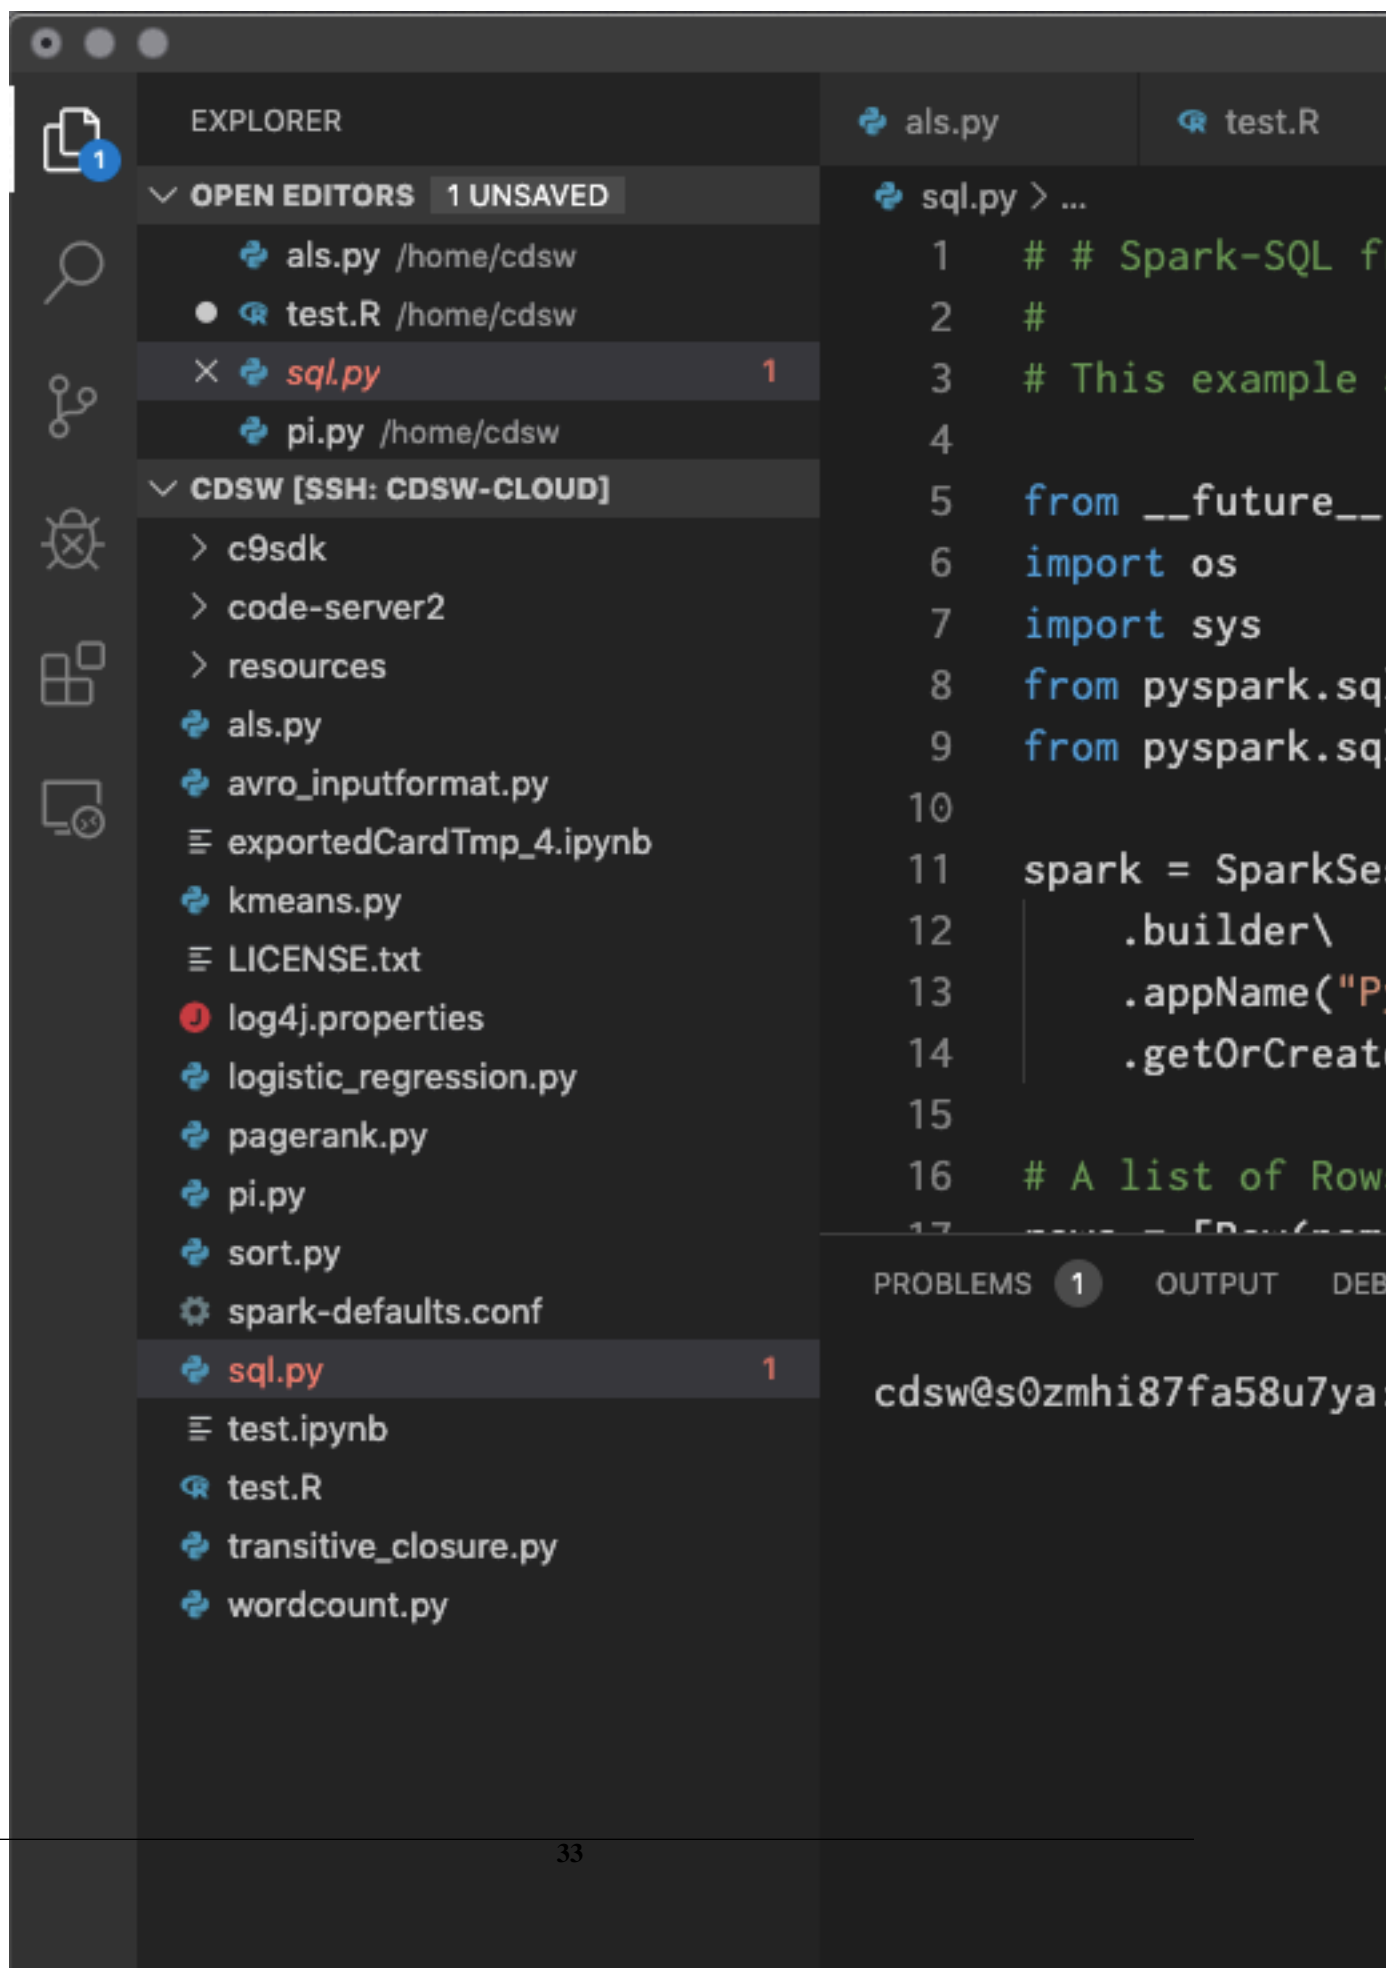 EXPLORER
1
OPEN EDITORS 1 UNSAVED
als.py /home/cdsw
test.R /home/cdsw
sql.py 1
pi.py /home/cdsw
CDSW [SSH: CDSW-CLOUD]
c9sdk
code-server2
resources
als.py
avro_inputformat.py
exportedCardTmp_4.ipynb
kmeans.py
LICENSE.txt
log4j.properties
logistic_regression.py
pagerank.py
pi.py
sort.py
spark-defaults.conf
sql.py 1
test.ipynb
test.R
transitive_closure.py
wordcount.py
als.py test.R
sql.py > ...
1 # # Spark-SQL f
2 #
3 # This example
4
5 from __future__
6 import os
7 import sys
8 from pyspark.sq
9 from pyspark.sq
10
11 spark = SparkSe
12 .builder\
13 .appName("P
14 .getOrCreat
15
16 # A list of Row
17
PROBLEMS 1 OUTPUT DEB
cdsw@s0zmhi87fa58u7ya
33